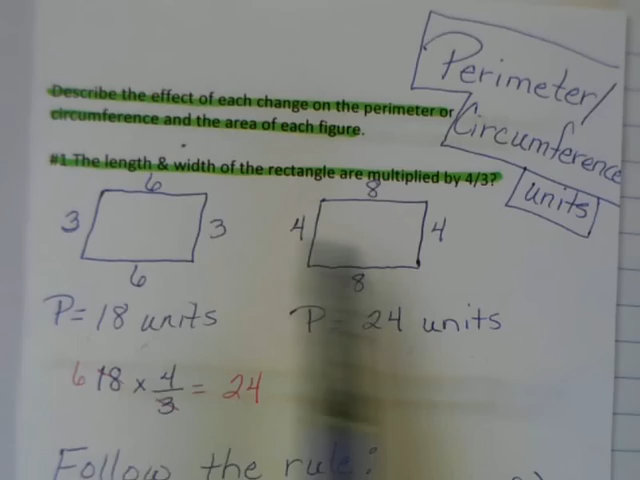 Perimeter/
Circumference
units
Describe the effect of each change on the perimeter or
circumference and the area of each figure.
#1 The length & width of the rectangle are multiplied by 4/3?
6 8
3 3 4 4
6 8
P= 18 units P= 24 units
6 18 × 4/3 = 24
Follow the rule: